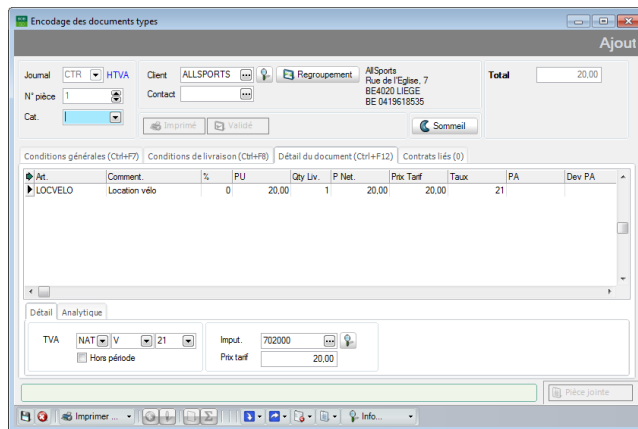 Encodage des documents types
Ajout
Journal CTR HTVA Client ALLSPORTS Regroupement AllSports Total 20,00
Rue de l'Eglise, 7
N° pièce 1 Contact BE4020 LIEGE
BE 0419618535
Cat.
Imprimé Validé Sommeil
Conditions générales (Ctrl+F7) Conditions de livraison (Ctrl+F8) Détail du document (Ctrl+F12) Contrats liés (0)
Art. Comment. % PU Qty Liv. P Net. Prix Tarif Taux PA Dev PA
LOCVELO Location vélo 0 20,00 1 20,00 20,00 21
Détail Analytique
TVA NAT V 21 Imput. 702000
Hors période Prix tarif 20,00
Pièce jointe
Imprimer ... Info...